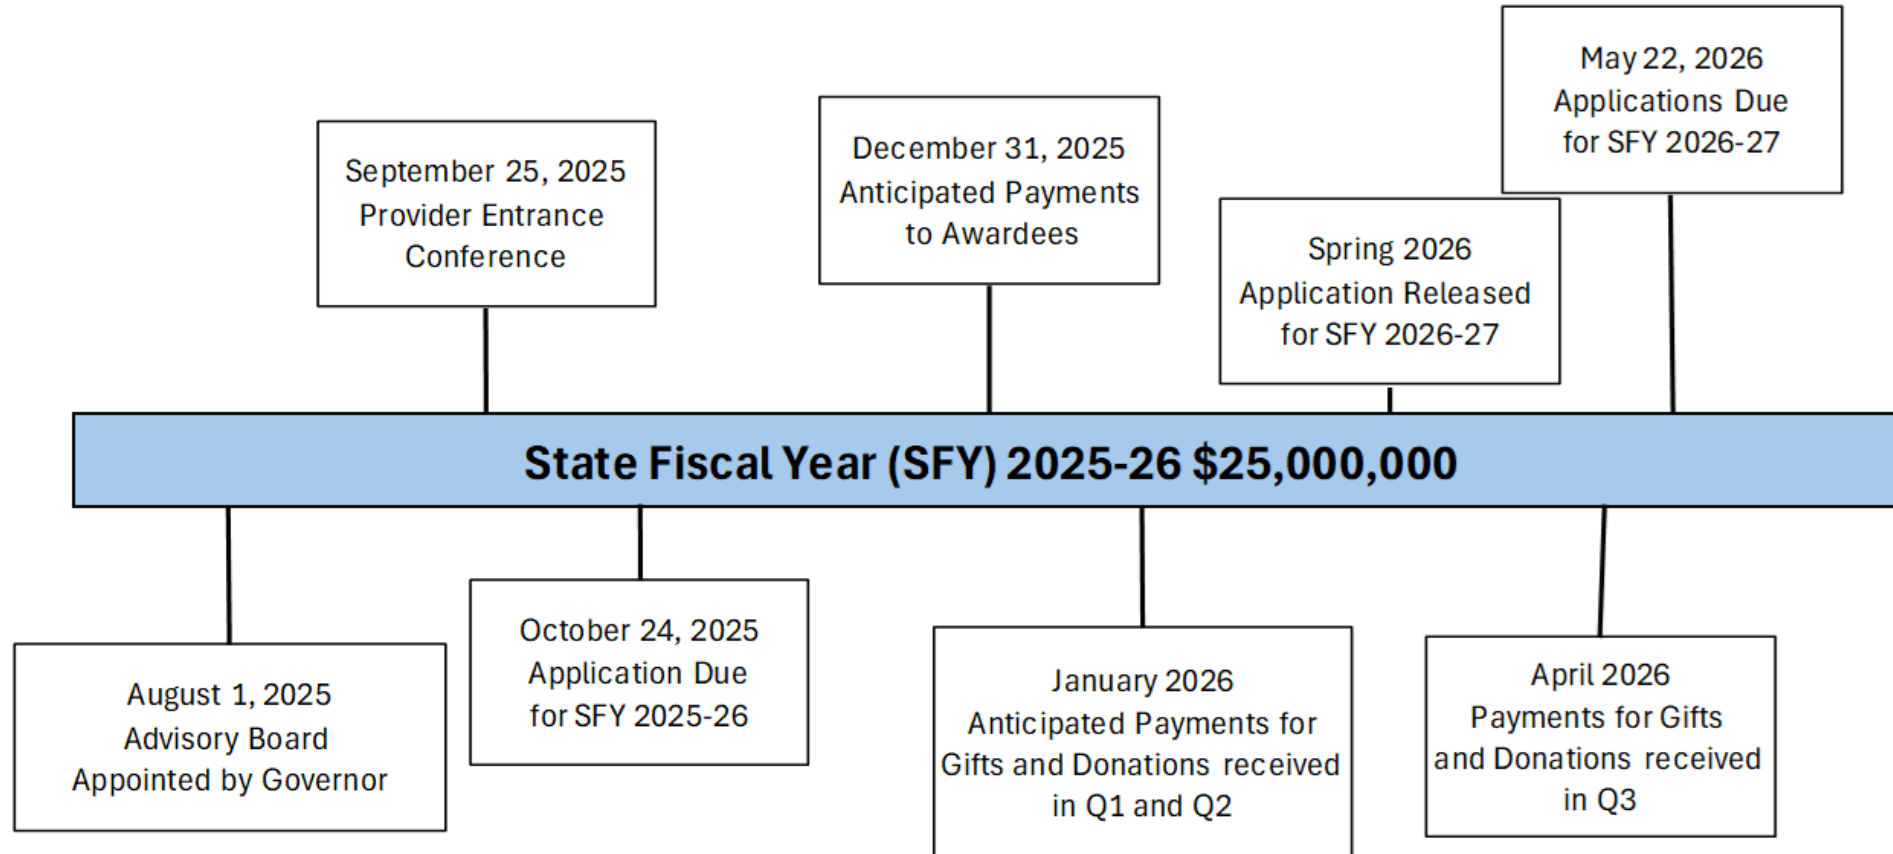 May 22, 2026
Applications Due
for SFY 2026-27
December 31, 2025
Anticipated Payments
to Awardees
September 25, 2025
Provider Entrance
Conference
Spring 2026
Application Released
for SFY 2026-27
State Fiscal Year (SFY) 2025-26 $25,000,000
October 24, 2025
Application Due
for SFY 2025-26
August 1, 2025
Advisory Board
Appointed by Governor
January 2026
Anticipated Payments for
Gifts and Donations received
in Q1 and Q2
April 2026
Payments for Gifts
and Donations received
in Q3